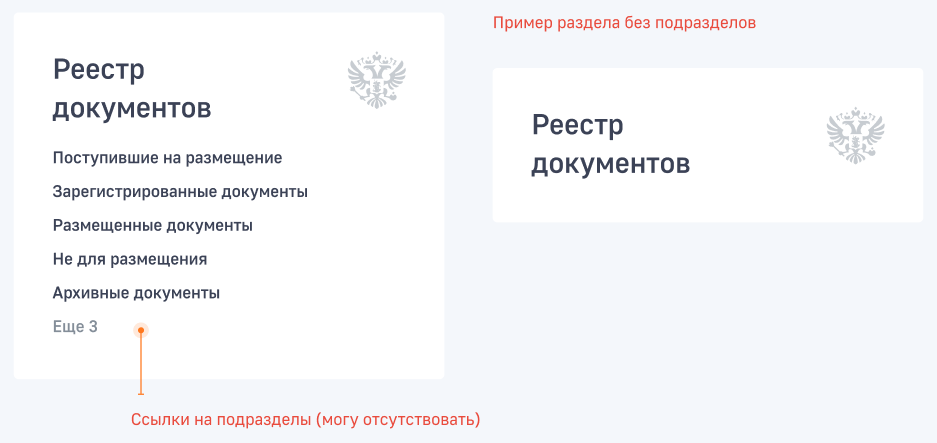 Пример раздела без подразделов
Реестр
документов
Поступившие на размещение
Зарегистрированные документы
Размещенные документы
Не для размещения
Архивные документы
Еще 3
Ссылки на подразделы (могу отсутствовать)
Реестр
документов